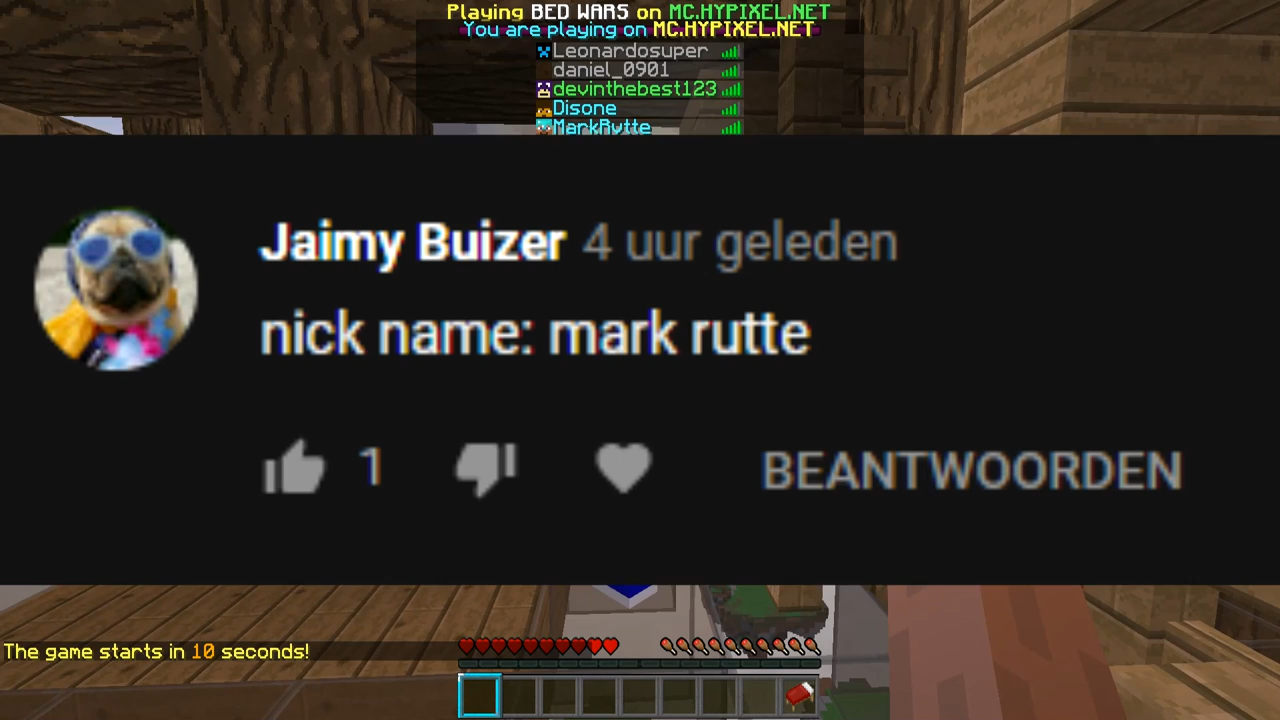 Playing BED WARS on MC.HYPIXEL.NET
You are playing on MC.HYPIXEL.NET
Leonardosuper
daniel_0901
devinthebest123
Disone
MarkRutte
Jaimy Buizer 4 uur geleden
nick name: mark rutte
1
BEANTWOORDEN
The game starts in 10 seconds!